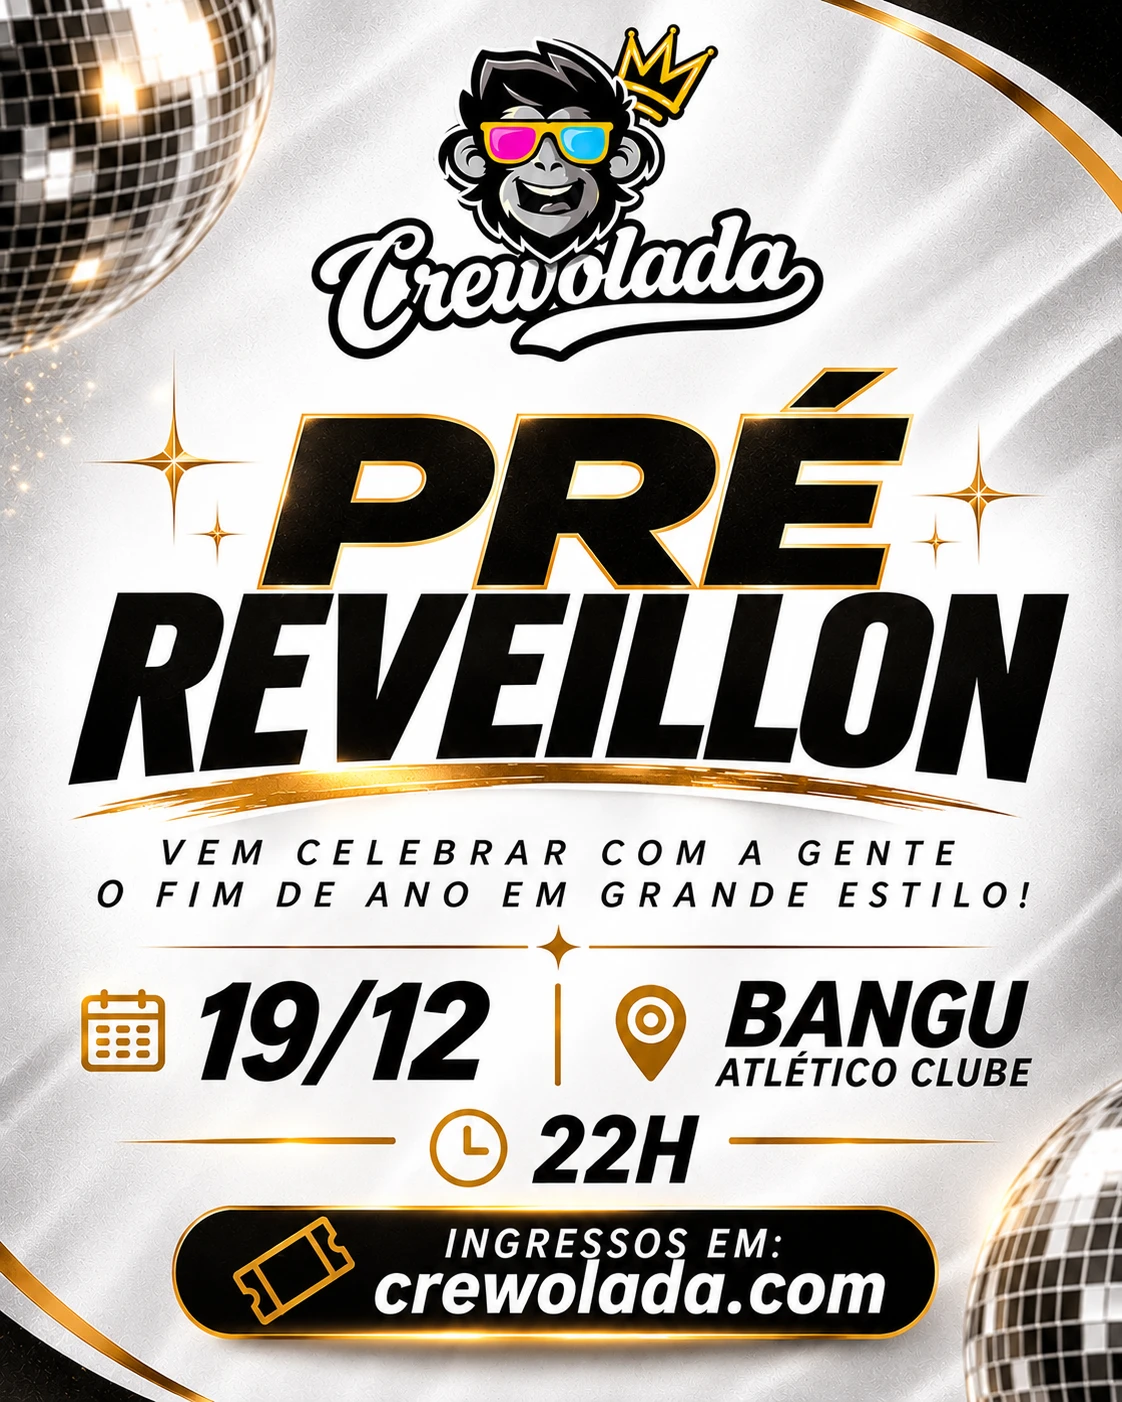 Crewolada
PRÉ
REVEILLON
VEM CELEBRAR COM A GENTE
O FIM DE ANO EM GRANDE ESTILO!
19/12
BANGU
ATLÉTICO CLUBE
22H
INGRESSOS EM:
crewolada.com